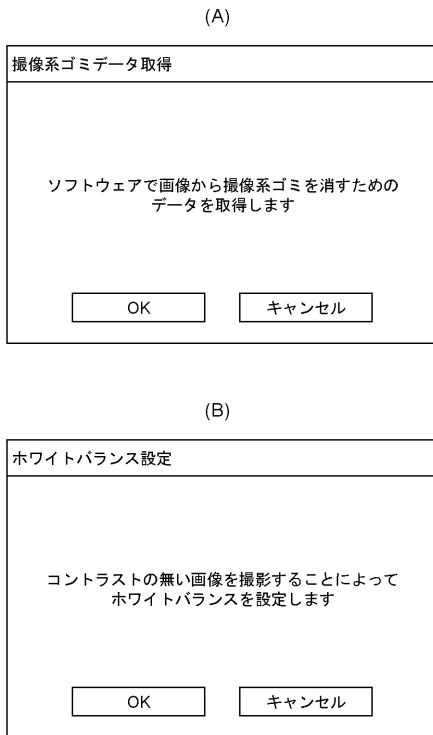 (A)
撮像系ゴミデータ取得
ソフトウェアで画像から撮像系ゴミを消すための
データを取得します
OK キャンセル
(B)
ホワイトバランス設定
コントラストの無い画像を撮影することによって
ホワイトバランスを設定します
OK キャンセル